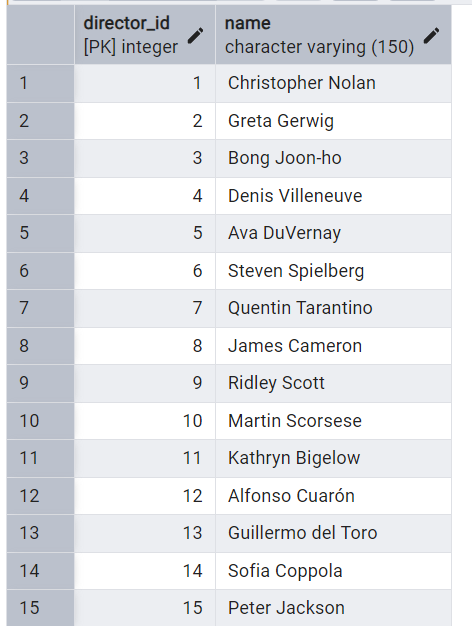 director_id name
[PK] integer character varying (150)
1 1 Christopher Nolan
2 2 Greta Gerwig
3 3 Bong Joon-ho
4 4 Denis Villeneuve
5 5 Ava DuVernay
6 6 Steven Spielberg
7 7 Quentin Tarantino
8 8 James Cameron
9 9 Ridley Scott
10 10 Martin Scorsese
11 11 Kathryn Bigelow
12 12 Alfonso Cuarón
13 13 Guillermo del Toro
14 14 Sofia Coppola
15 15 Peter Jackson